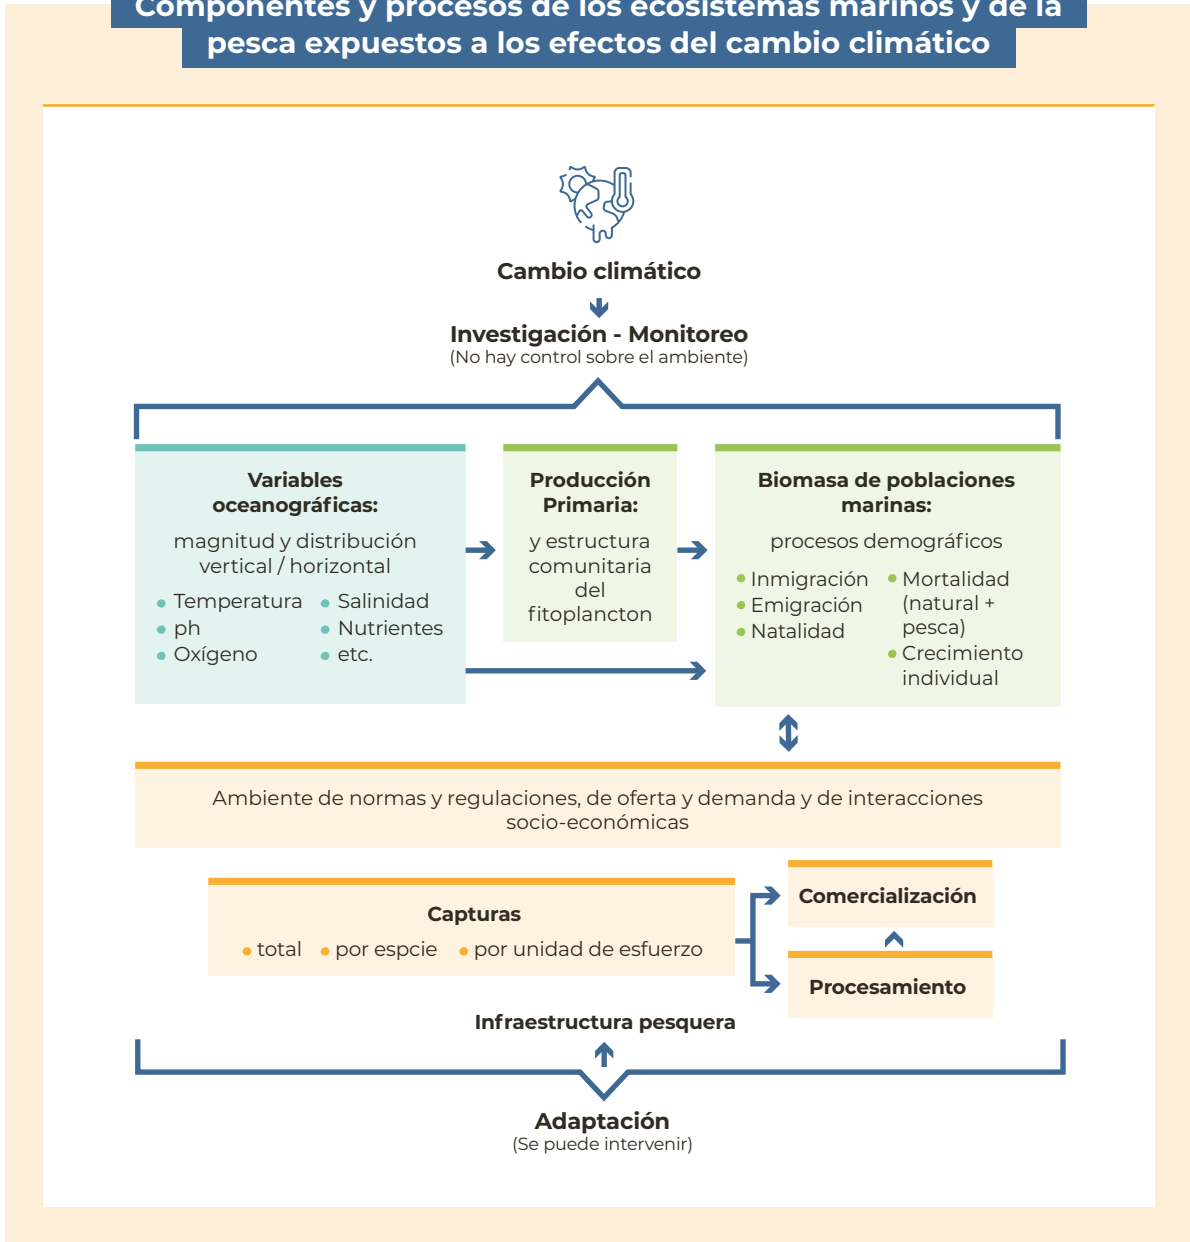 Componentes y procesos de los ecosistemas marinos y de la
pesca expuestos a los efectos del cambio climático
Cambio climático
Investigación - Monitoreo
(No hay control sobre el ambiente)
Variables
oceanográficas:
magnitud y distribución
vertical / horizontal
Temperatura
ph
Oxígeno
Salinidad
Nutrientes
etc.
Producción
Primaria:
y estructura
comunitaria
del
fitoplancton
Biomasa de poblaciones
marinas:
procesos demográficos
Inmigración
Emigración
Natalidad
Mortalidad
(natural +
pesca)
Crecimiento
individual
Ambiente de normas y regulaciones, de oferta y demanda y de interacciones
socio-económicas
Capturas
total
por espcie
por unidad de esfuerzo
Comercialización
Procesamiento
Infraestructura pesquera
Adaptación
(Se puede intervenir)